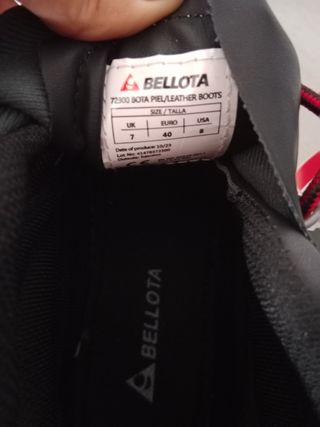 BELLOTA
72300 BOTA PIEL/LEATHER BOOTS
SIZE / TALLA
UK EURO USA
7 40 8
Date of produce: 10/23
BELLOTA